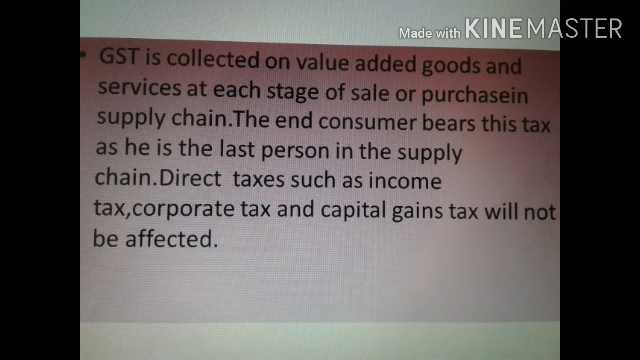 Made with KINEMASTER
• GST is collected on value added goods and
services at each stage of sale or purchasein
supply chain.The end consumer bears this tax
as he is the last person in the supply
chain.Direct taxes such as income
tax,corporate tax and capital gains tax will not
be affected.